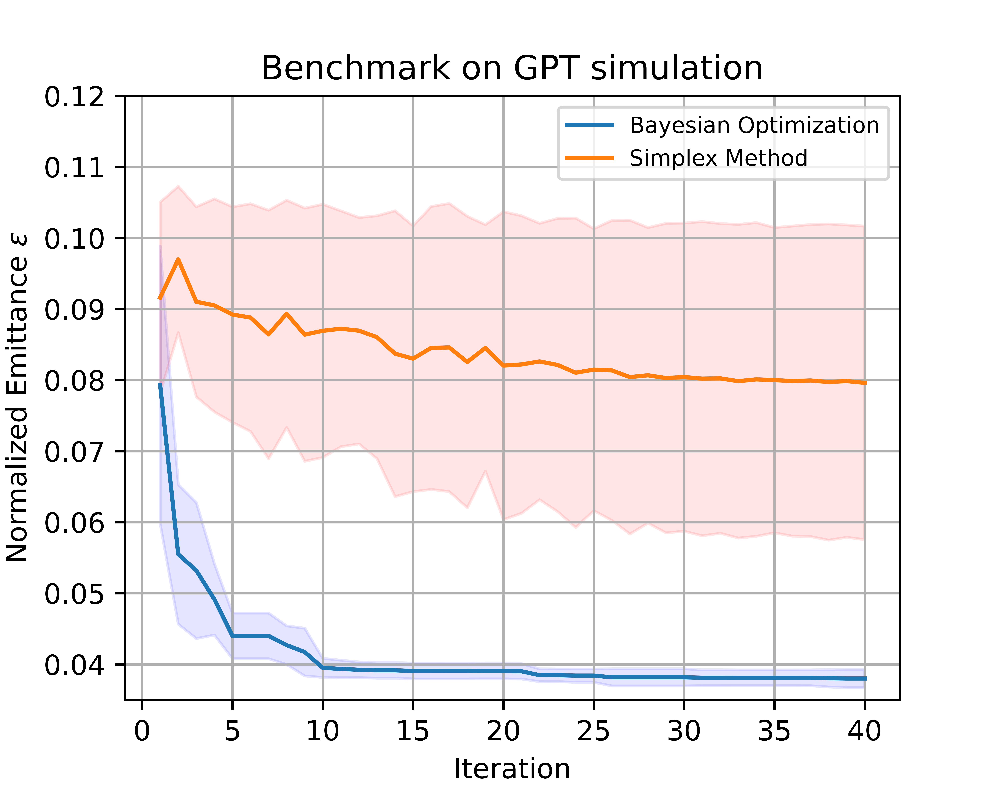 Benchmark on GPT simulation
Bayesian Optimization
Simplex Method
Normalized Emittance ε
0.12
0.11
0.10
0.09
0.08
0.07
0.06
0.05
0.04
0 5 10 15 20 25 30 35 40
Iteration